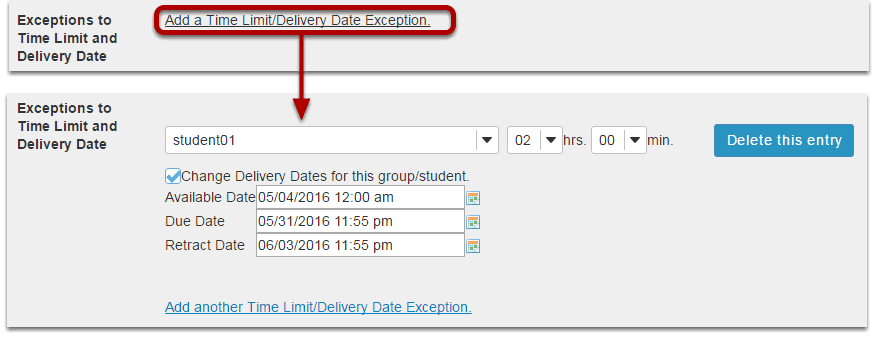 Exceptions to
Time Limit and
Delivery Date
Add a Time Limit/Delivery Date Exception.
Exceptions to
Time Limit and
Delivery Date
student01 02 hrs. 00 min. Delete this entry
Change Delivery Dates for this group/student.
Available Date 05/04/2016 12:00 am
Due Date 05/31/2016 11:55 pm
Retract Date 06/03/2016 11:55 pm
Add another Time Limit/Delivery Date Exception.